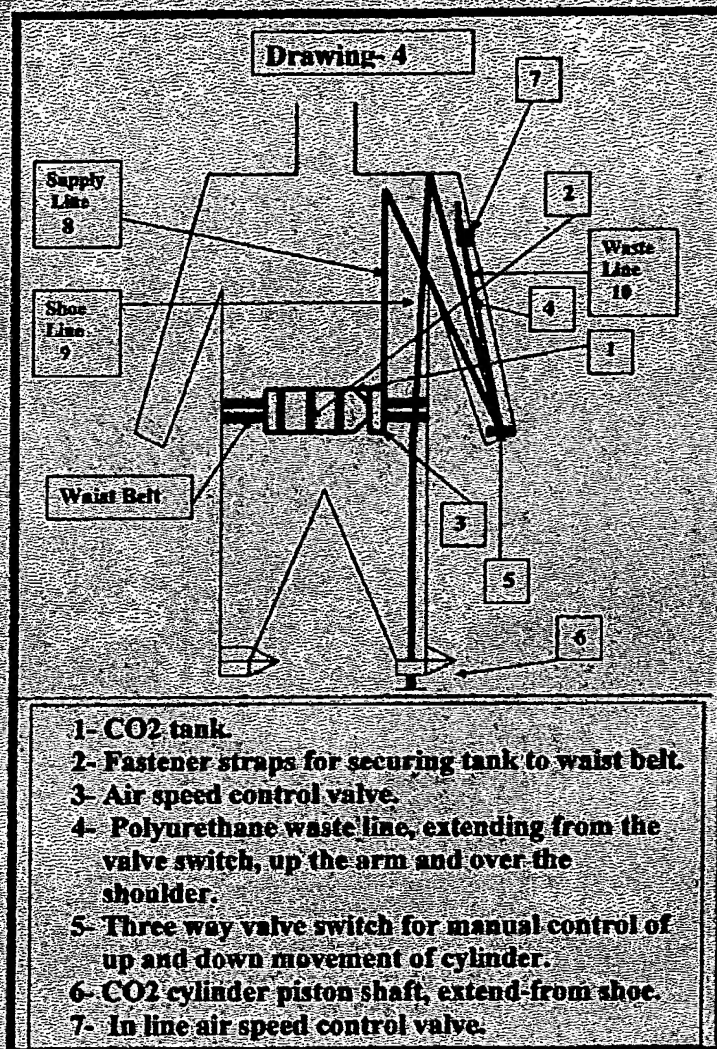 Drawing- 4
7
Supply
Line
8
2
Waste
Line
10
Shoe
Line
9
4
1
Waist Belt
3
5
6
1- CO2 tank.
2- Fastener straps for securing tank to waist belt.
3- Air speed control valve.
4- Polyurethane waste line, extending from the
valve switch, up the arm and over the
shoulder.
5- Three way valve switch for manual control of
up and down movement of cylinder.
6- CO2 cylinder piston shaft, extend-from shoe.
7- In line air speed control valve.